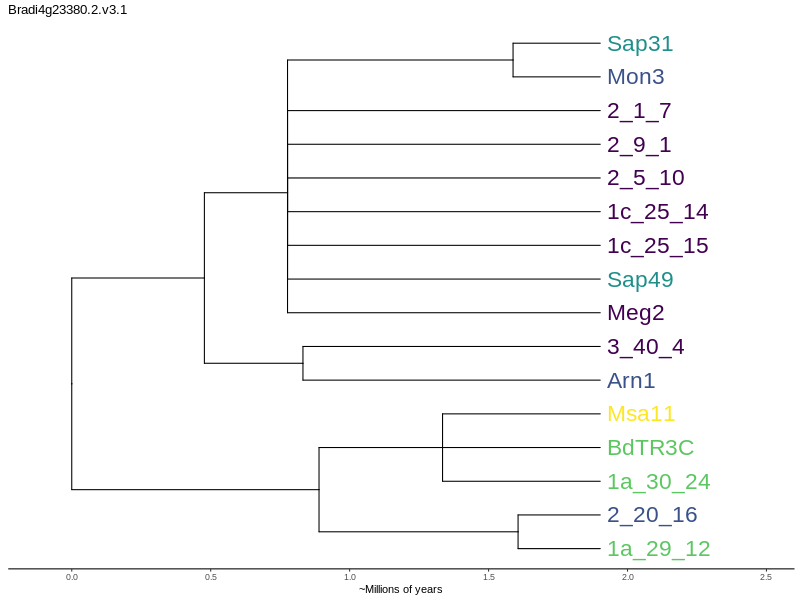 Bradi4g23380.2.v3.1
Sap31
Mon3
2_1_7
2_9_1
2_5_10
1c_25_14
1c_25_15
Sap49
Meg2
3_40_4
Arn1
Msa11
BdTR3C
1a_30_24
2_20_16
1a_29_12
0.0 0.5 1.0 1.5 2.0 2.5
~Millions of years